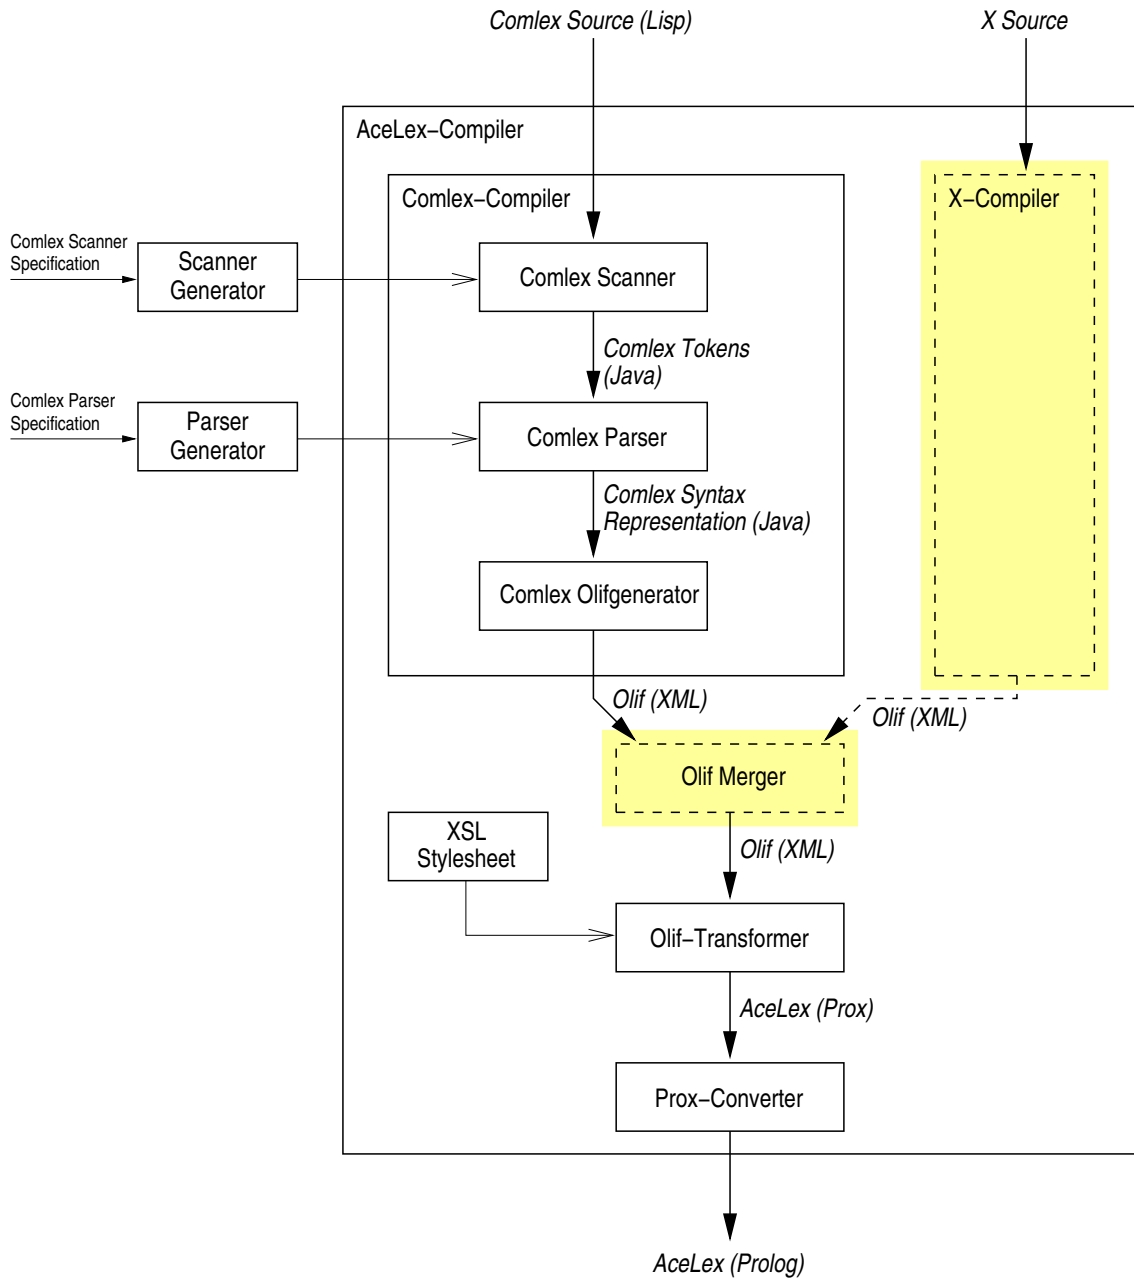 Comlex Source (Lisp)
X Source
AceLex–Compiler
Comlex–Compiler
X–Compiler
Comlex Scanner
Specification
Scanner
Generator
Comlex Scanner
Comlex Tokens
(Java)
Comlex Parser
Specification
Parser
Generator
Comlex Parser
Comlex Syntax
Representation (Java)
Comlex Olifgenerator
Olif (XML)
Olif (XML)
Olif Merger
XSL
Stylesheet
Olif (XML)
Olif–Transformer
AceLex (Prox)
Prox–Converter
AceLex (Prolog)